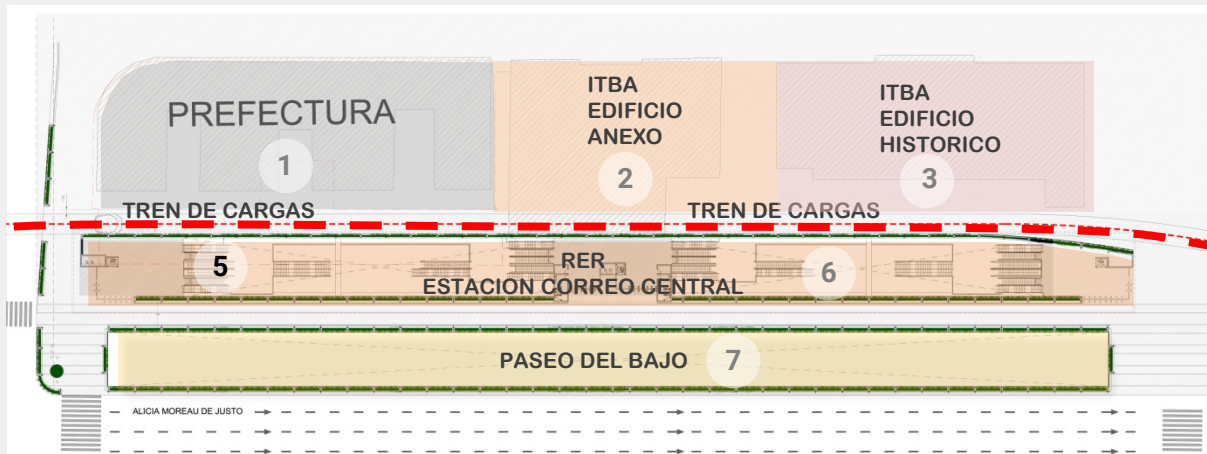 PREFECTURA
1
ITBA
EDIFICIO
ANEXO
2
ITBA
EDIFICIO
HISTORICO
3
TREN DE CARGAS
TREN DE CARGAS
5
RER
ESTACION CORREO CENTRAL
6
PASEO DEL BAJO
7
ALICIA MOREAU DE JUSTO